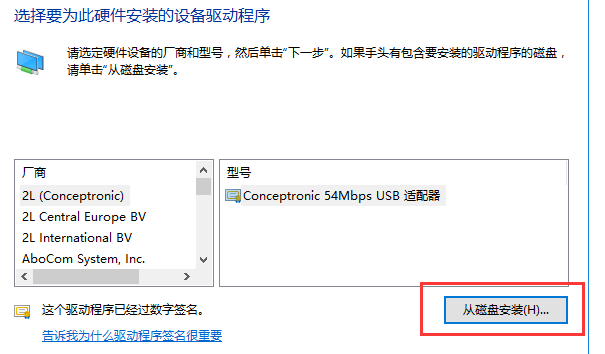 选择要为此硬件安装的设备驱动程序
请选定硬件设备的厂商和型号，然后单击“下一步”。如果手头有包含要安装的驱动程序的磁盘，
请单击“从磁盘安装”。
厂商
2L (Conceptronic)
2L Central Europe BV
2L International BV
AboCom System, Inc.
型号
Conceptronic 54Mbps USB 适配器
这个驱动程序已经过数字签名。
告诉我为什么驱动程序签名很重要
从磁盘安装(H)...